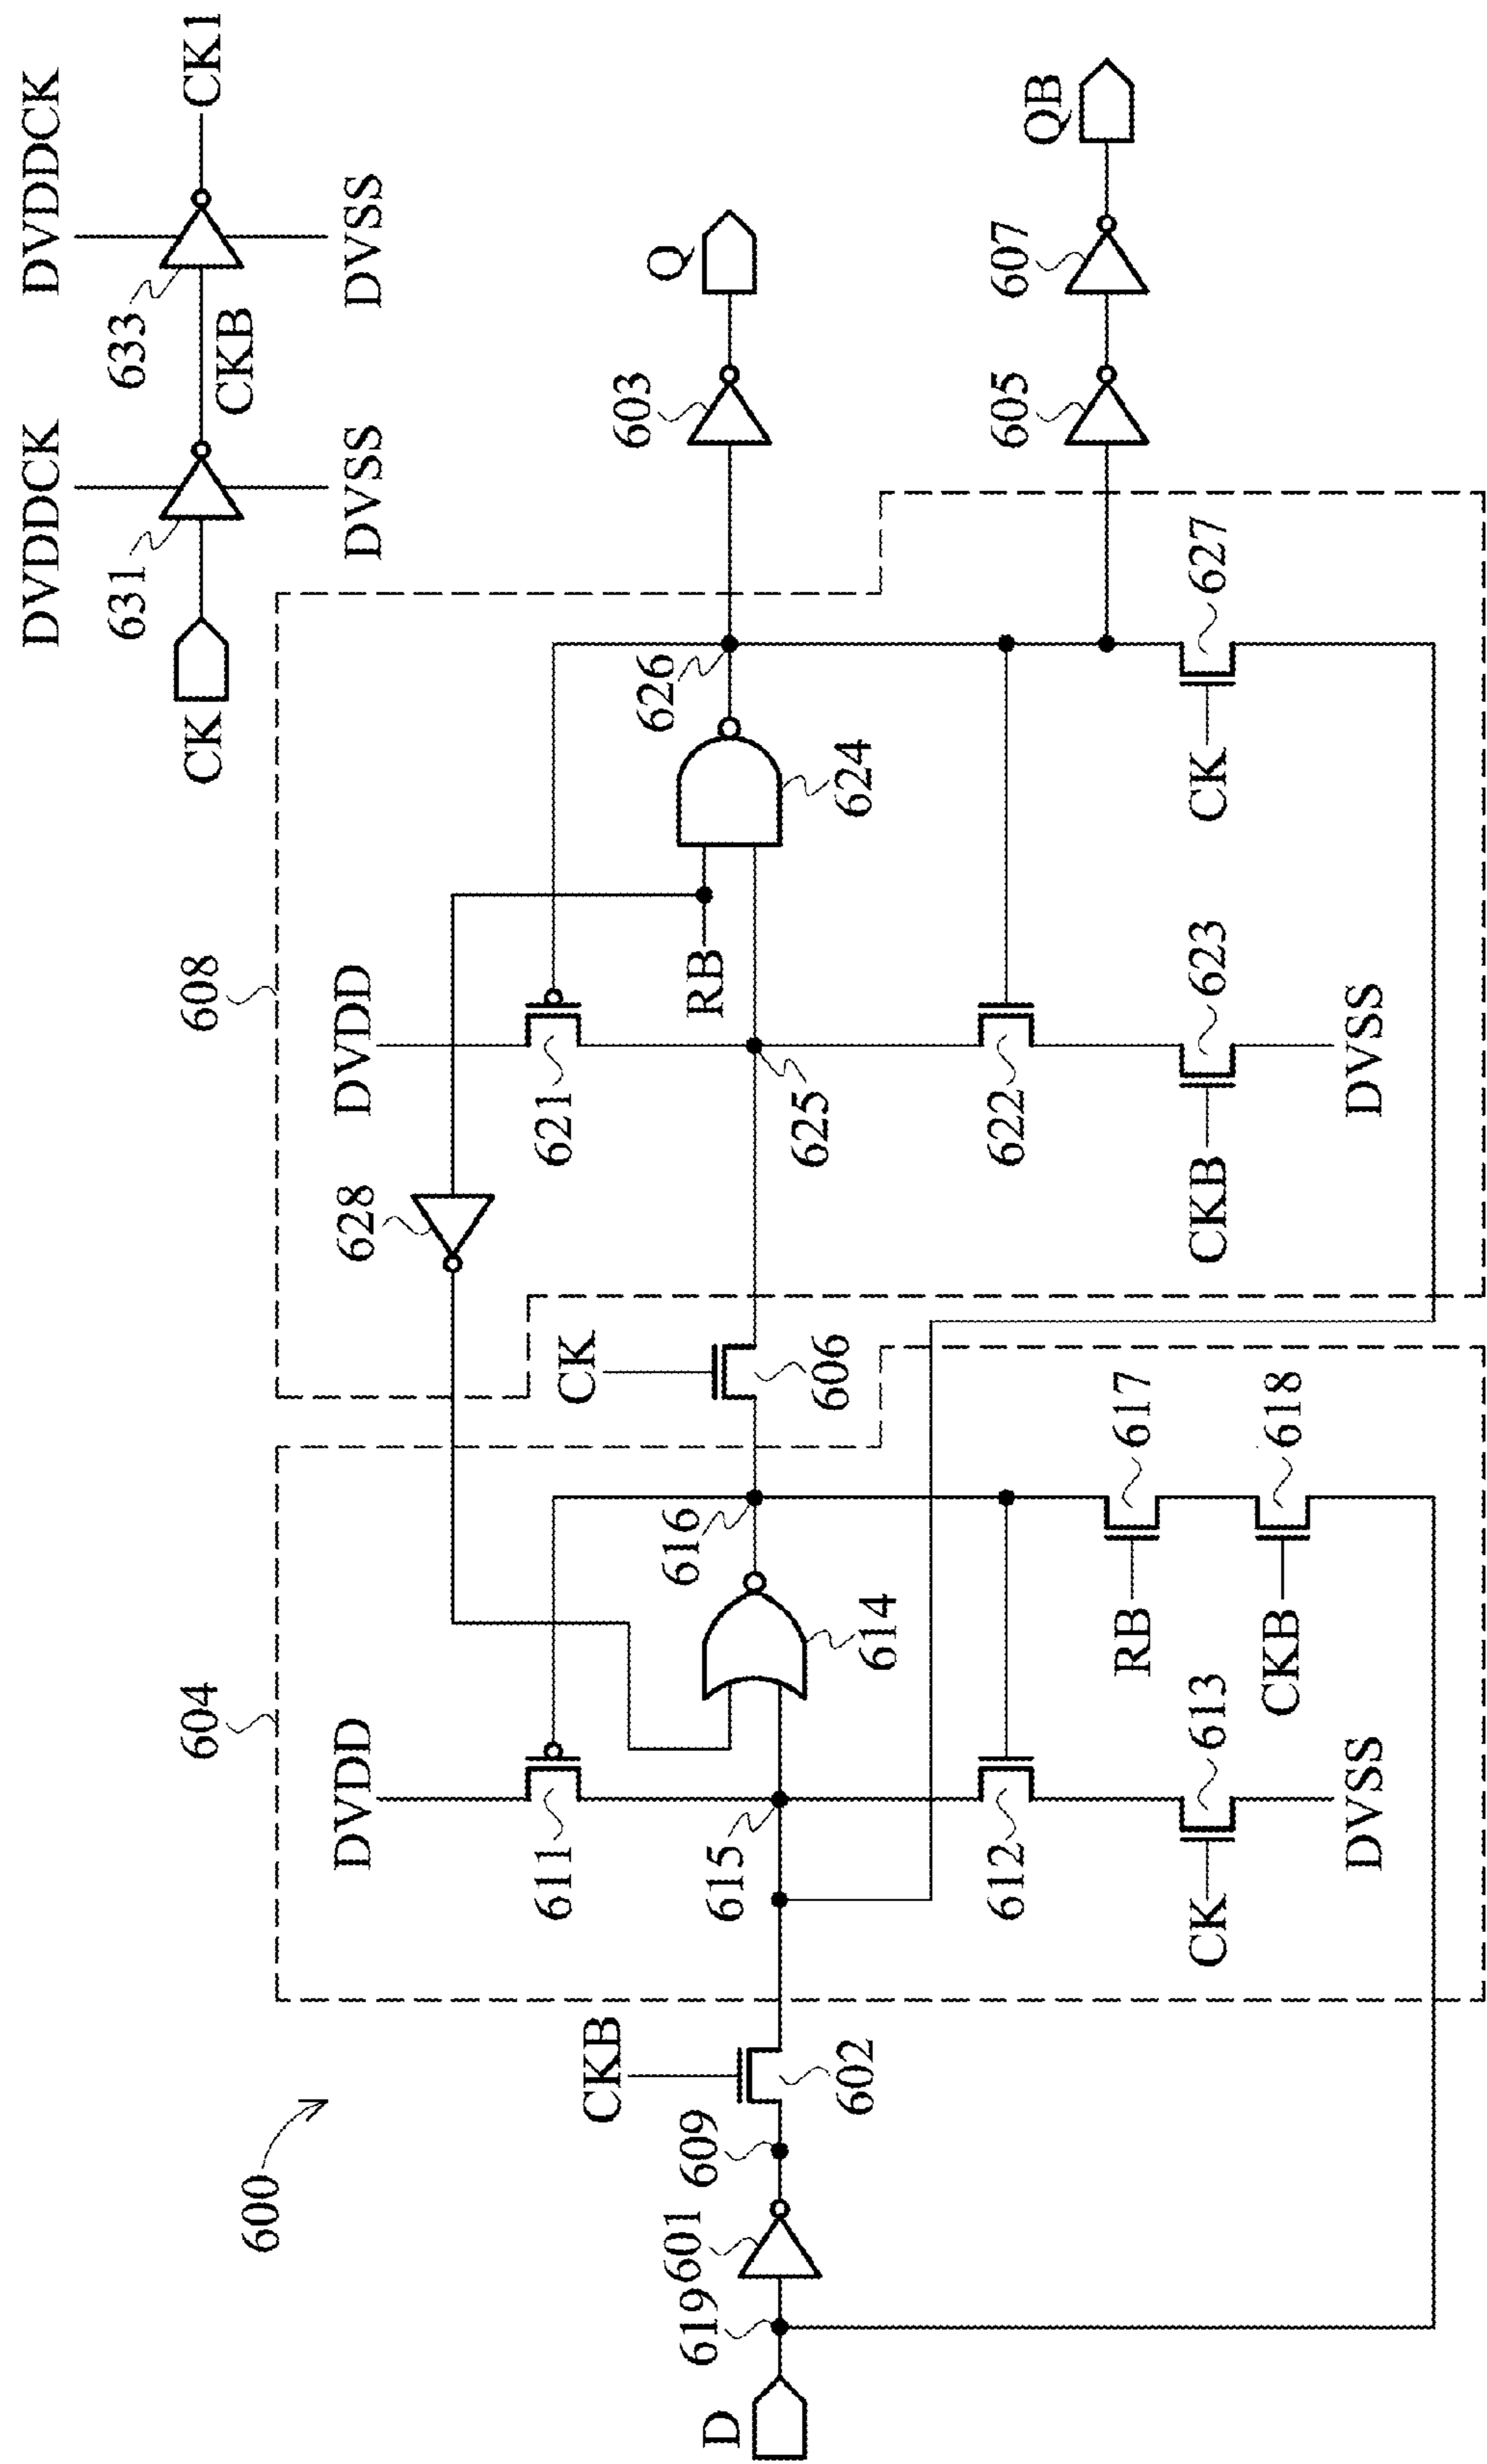 600
D
619
601
609
CKB
602
604
DVDD
611
615
612
CK
613
DVSS
614
616
RB
617
CKB
618
CK
606
608
628
DVDD
621
625
622
CKB
623
DVSS
RB
624
626
CK
627
603
Q
605
607
QB
CK
631
DVDDCK
DVSS
CKB
633
DVDDCK
DVSS
CK1